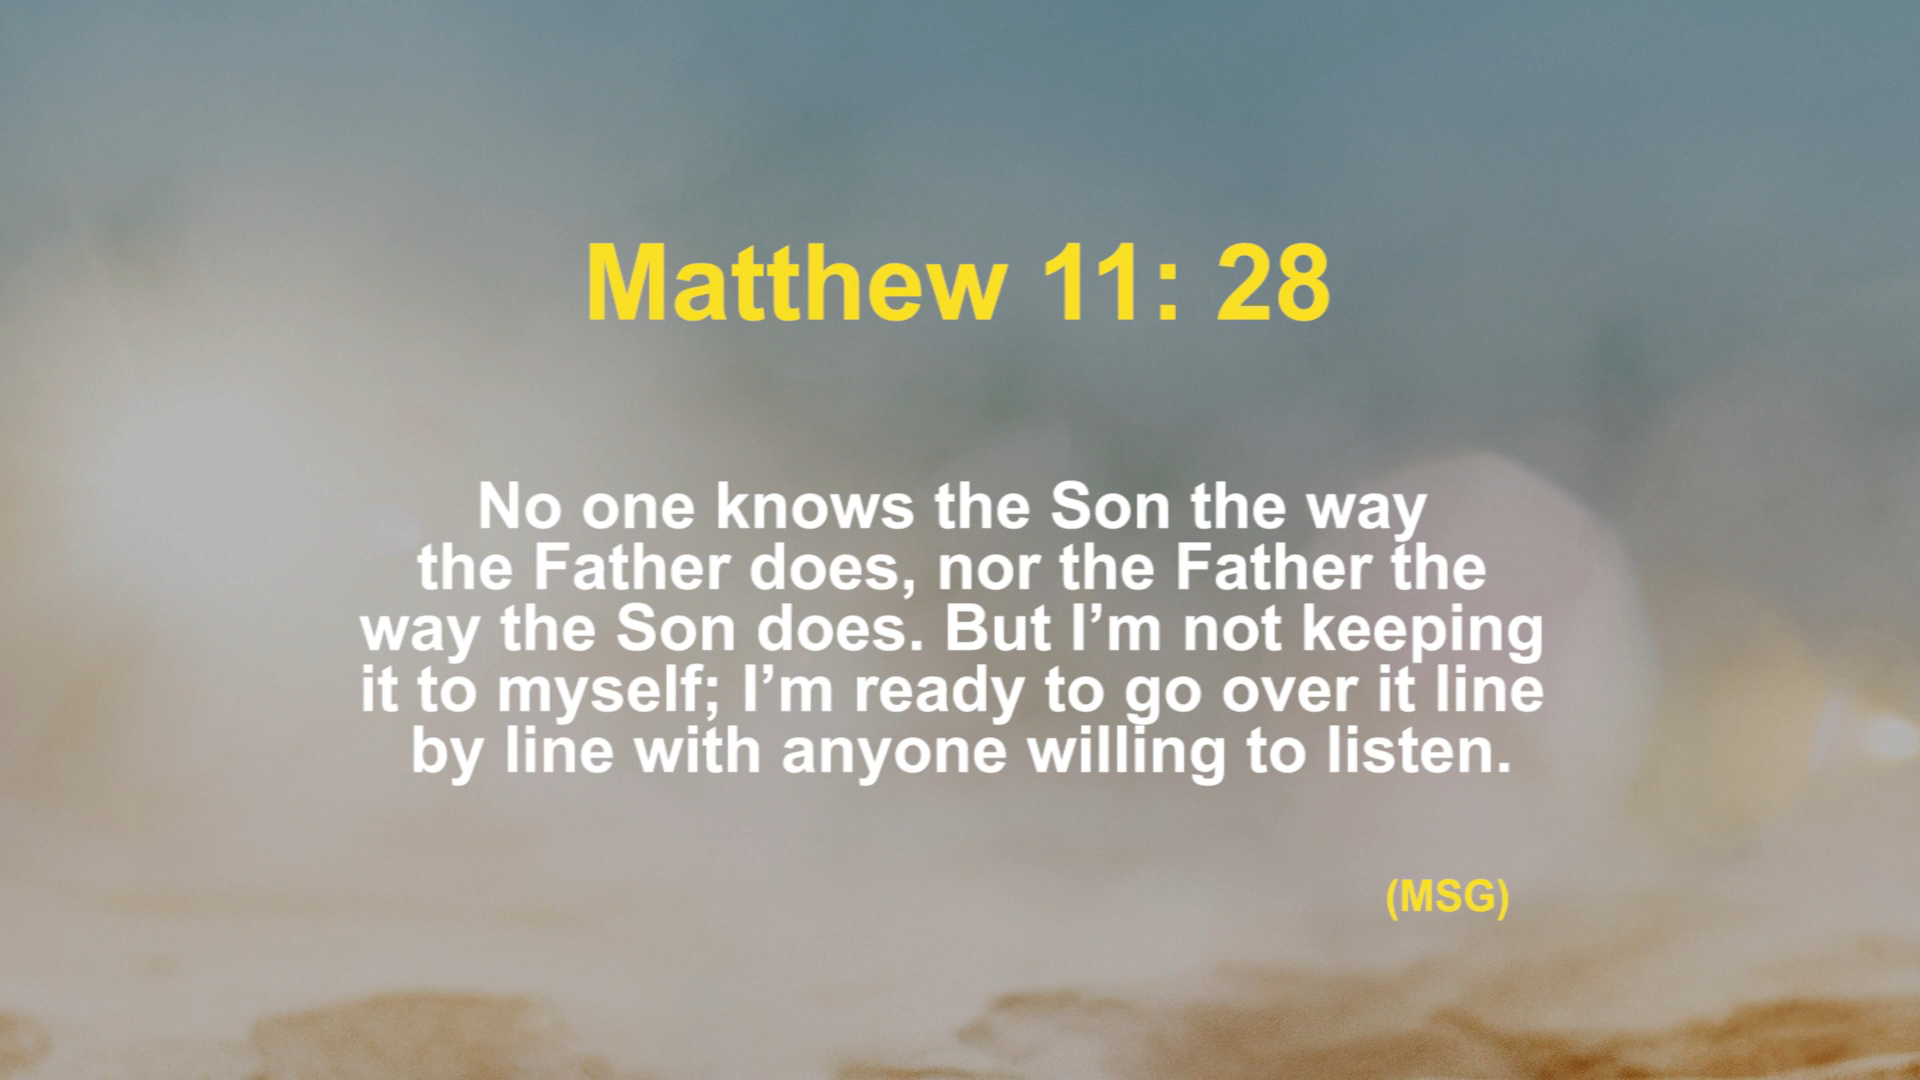 Matthew 11: 28
No one knows the Son the way
the Father does, nor the Father the
way the Son does. But I’m not keeping
it to myself; I’m ready to go over it line
by line with anyone willing to listen.
(MSG)